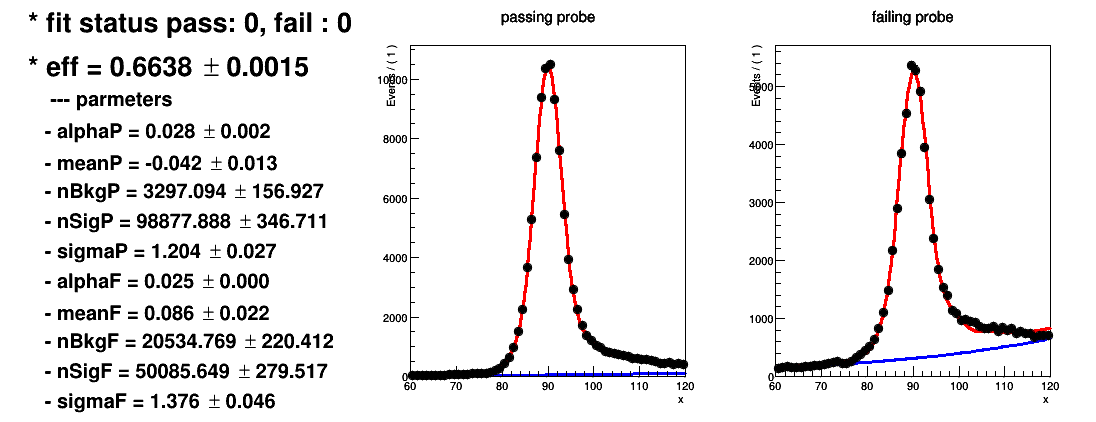 * fit status pass: 0, fail : 0
* eff = 0.6638 ± 0.0015
--- parmeters
- alphaP = 0.028 ± 0.002
- meanP = -0.042 ± 0.013
- nBkgP = 3297.094 ± 156.927
- nSigP = 98877.888 ± 346.711
- sigmaP = 1.204 ± 0.027
- alphaF = 0.025 ± 0.000
- meanF = 0.086 ± 0.022
- nBkgF = 20534.769 ± 220.412
- nSigF = 50085.649 ± 279.517
- sigmaF = 1.376 ± 0.046
passing probe
Events / ( 1 )
10000
8000
6000
4000
2000
0
60 70 80 90 100 110 120
x
failing probe
Events / ( 1 )
5000
4000
3000
2000
1000
0
60 70 80 90 100 110 120
x